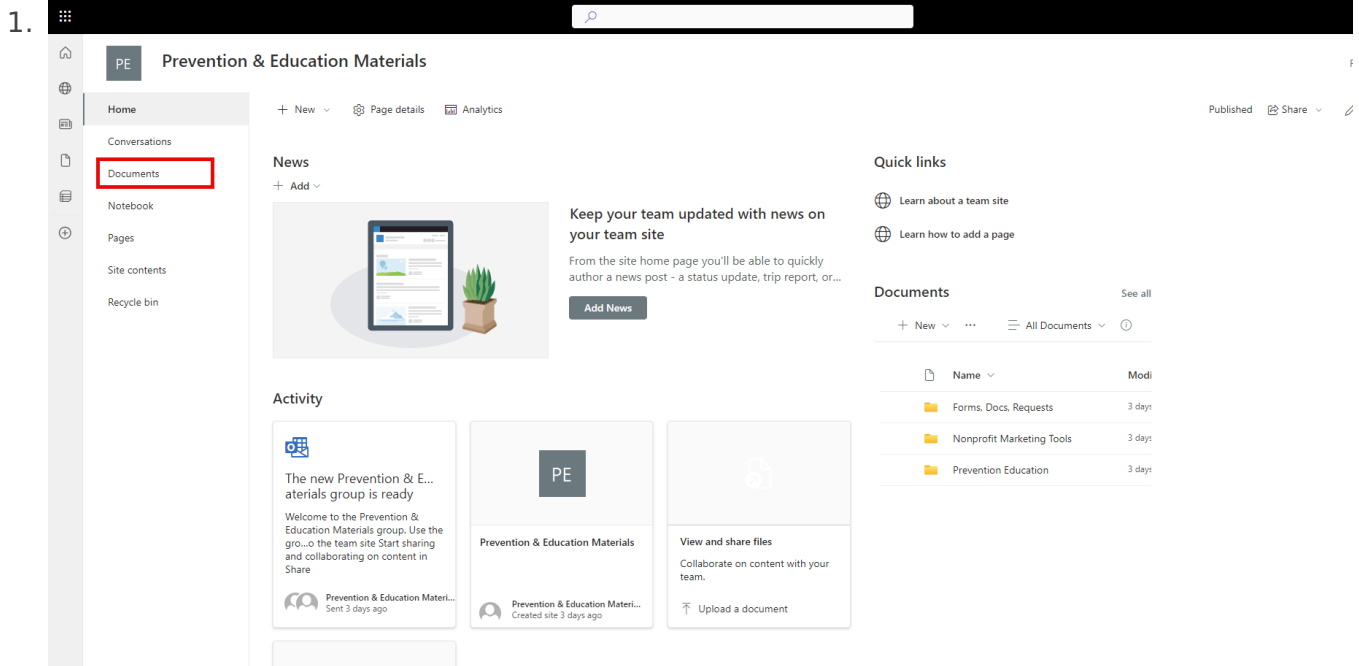 1.
PE
Prevention & Education Materials
Home
Conversations
Documents
Notebook
Pages
Site contents
Recycle bin
New
Page details
Analytics
Published
Share
News
Add
Keep your team updated with news on
your team site
From the site home page you'll be able to quickly
author a news post - a status update, trip report, or...
Add News
Quick links
Learn about a team site
Learn how to add a page
Documents
See all
New
All Documents
Name
Modi
Forms, Docs, Requests
3 days
Nonprofit Marketing Tools
3 days
Prevention Education
3 days
Activity
The new Prevention & E...
aterials group is ready
Welcome to the Prevention &
Education Materials group. Use the
gro...o the team site Start sharing
and collaborating on content in
Share
Prevention & Education Materi...
Sent 3 days ago
PE
Prevention & Education Materials
Prevention & Education Materi...
Created site 3 days ago
View and share files
Collaborate on content with your
team.
Upload a document